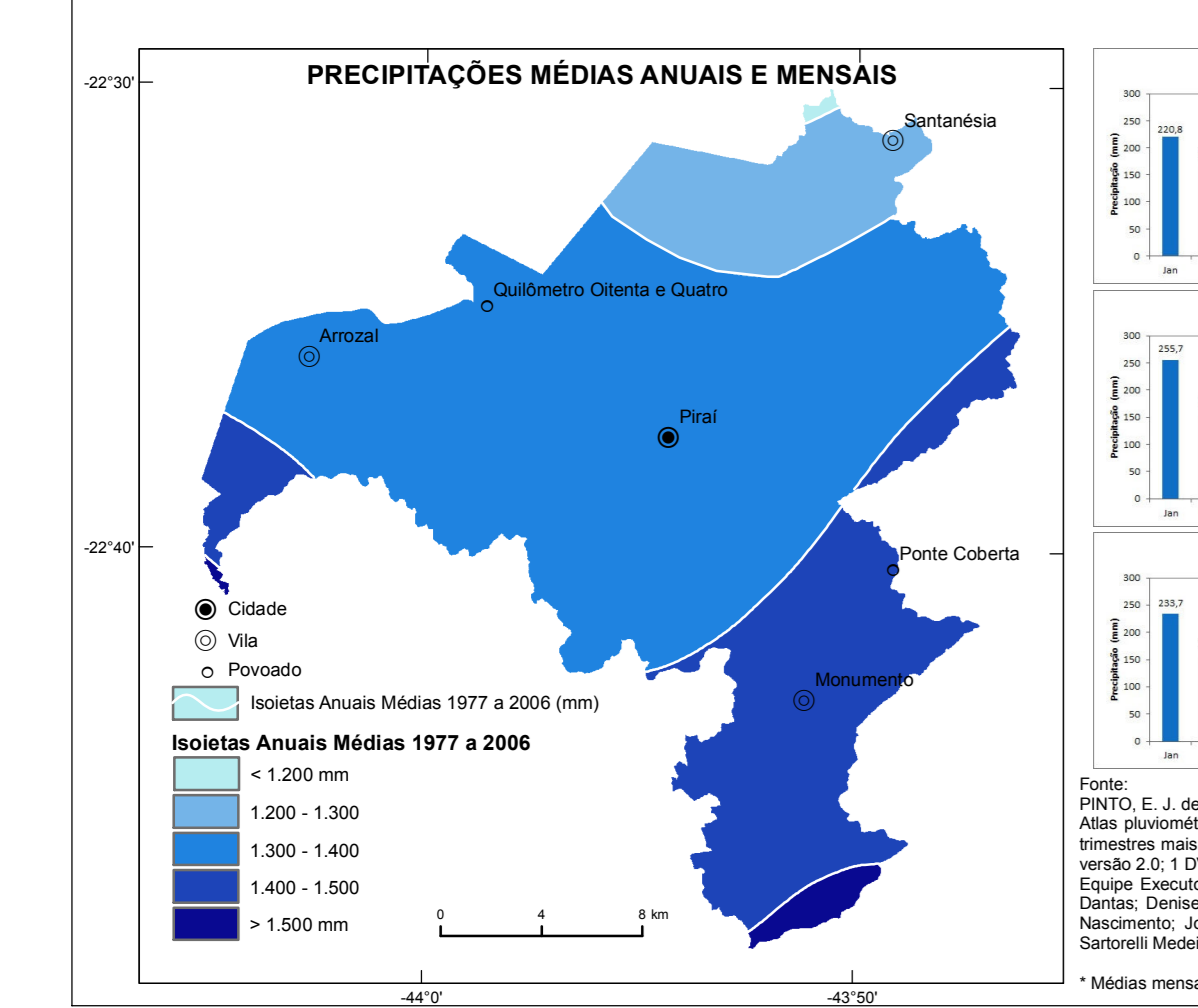 PRECIPITAÇÕES MÉDIAS ANUAIS E MENSAIS
-22°30'
Santanésia
Quilômetro Oitenta e Quatro
Arrozal
Piraí
-22°40'
Ponte Coberta
Monumento
Cidade
Vila
Povoado
Isoietas Anuais Médias 1977 a 2006 (mm)
Isoietas Anuais Médias 1977 a 2006
< 1.200 mm
1.200 - 1.300
1.300 - 1.400
1.400 - 1.500
> 1.500 mm
0 4 8 km
-44°0' -43°50'
Precipitação (mm)
300
250
220,8
200
150
100
50
0
Jan
Precipitação (mm)
300
255,7
250
200
150
100
50
0
Jan
Precipitação (mm)
300
250
233,7
200
150
100
50
0
Jan
Fonte:
PINTO, E. J. de
Atlas pluviomét
trimestres mais
versão 2.0; 1 D
Equipe Executo
Dantas; Denise
Nascimento; Jo
Sartorelli Medei
* Médias mensa